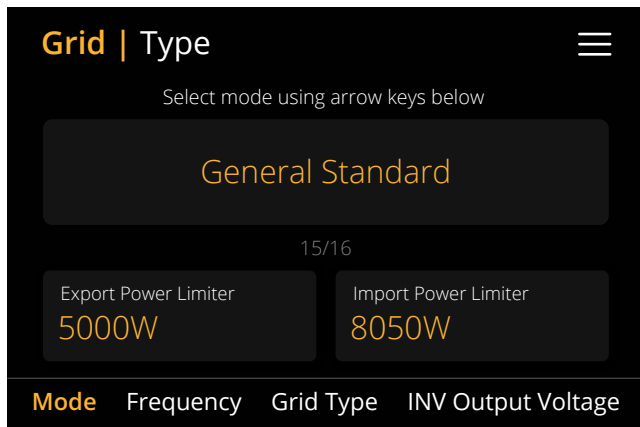 Grid | Type
Select mode using arrow keys below
General Standard
15/16
Export Power Limiter
5000W
Import Power Limiter
8050W
Mode Frequency Grid Type INV Output Voltage